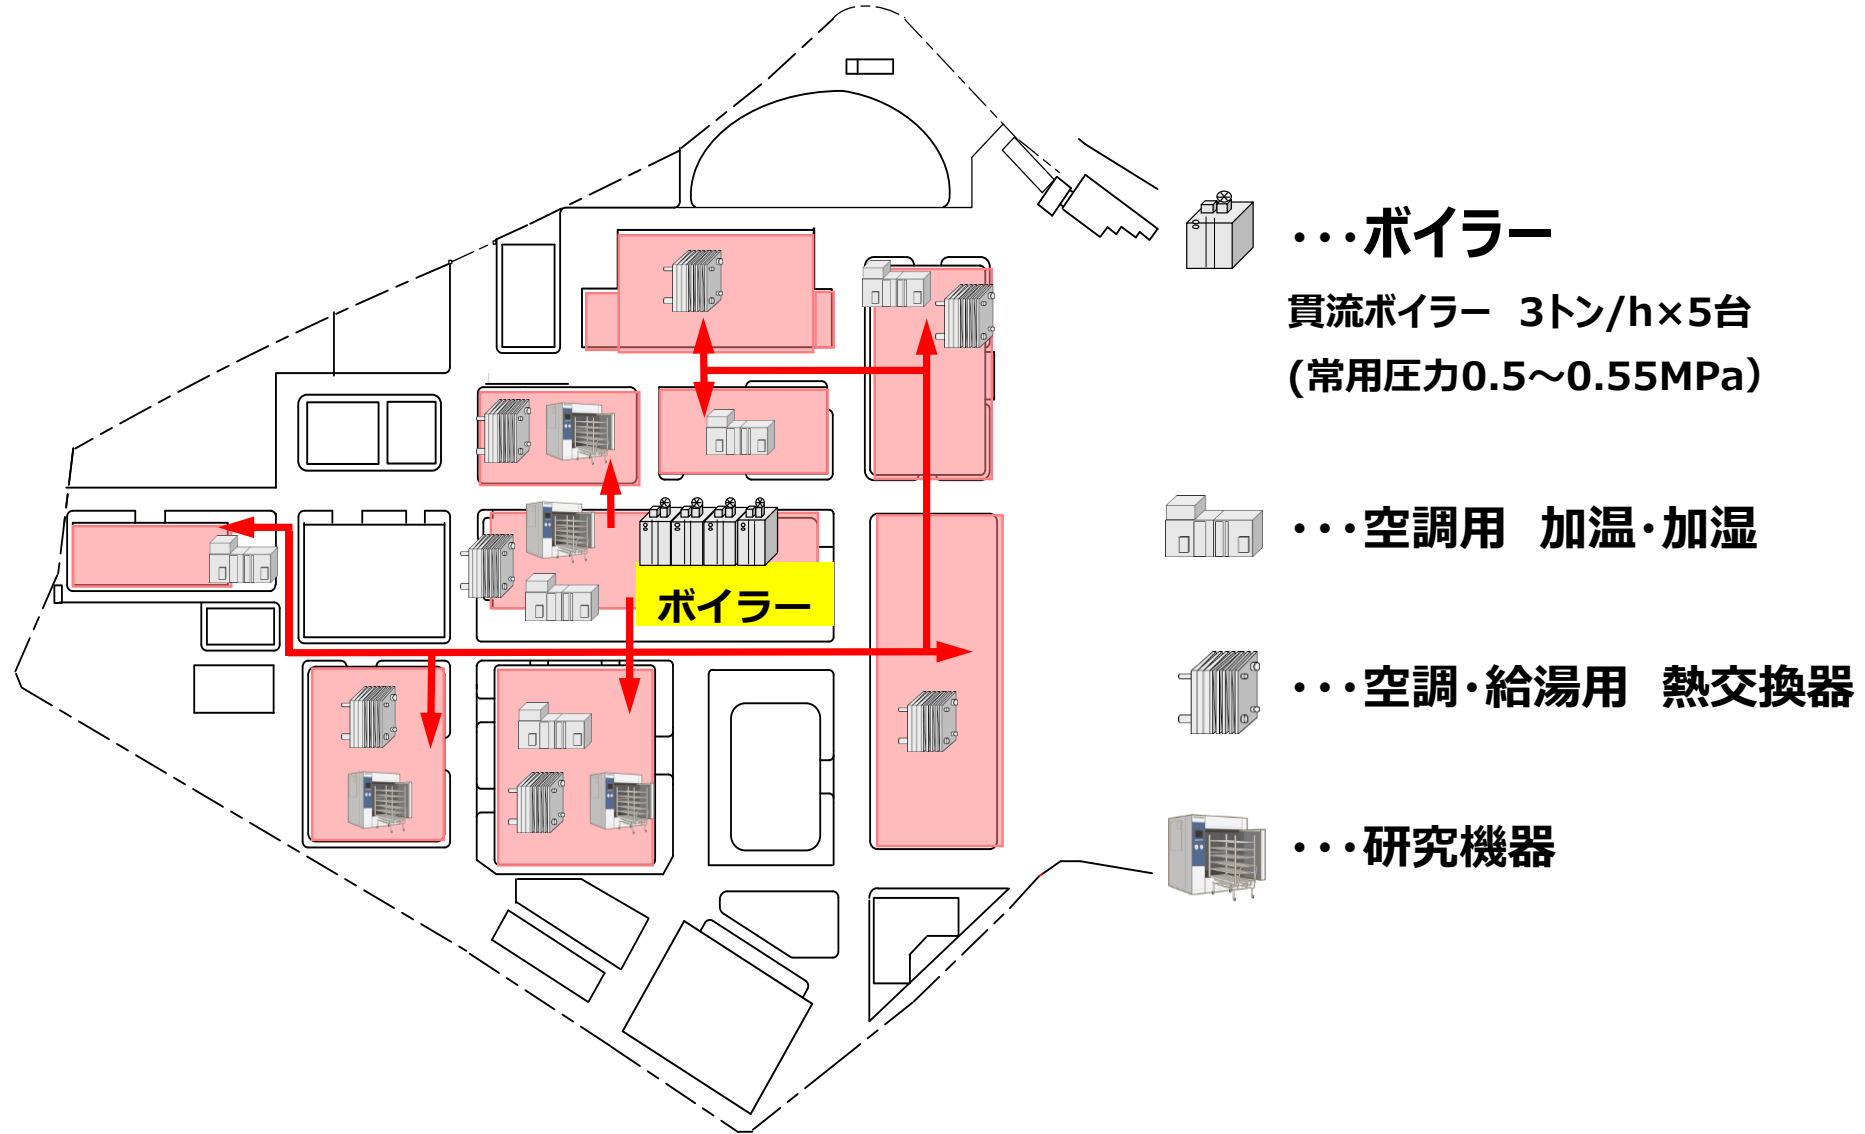 ・・・ボイラー
貫流ボイラー　3トン/h×5台
(常用圧力0.5～0.55MPa）
・・・空調用　加温・加湿
ボイラー
・・・空調・給湯用　熱交換器
・・・研究機器